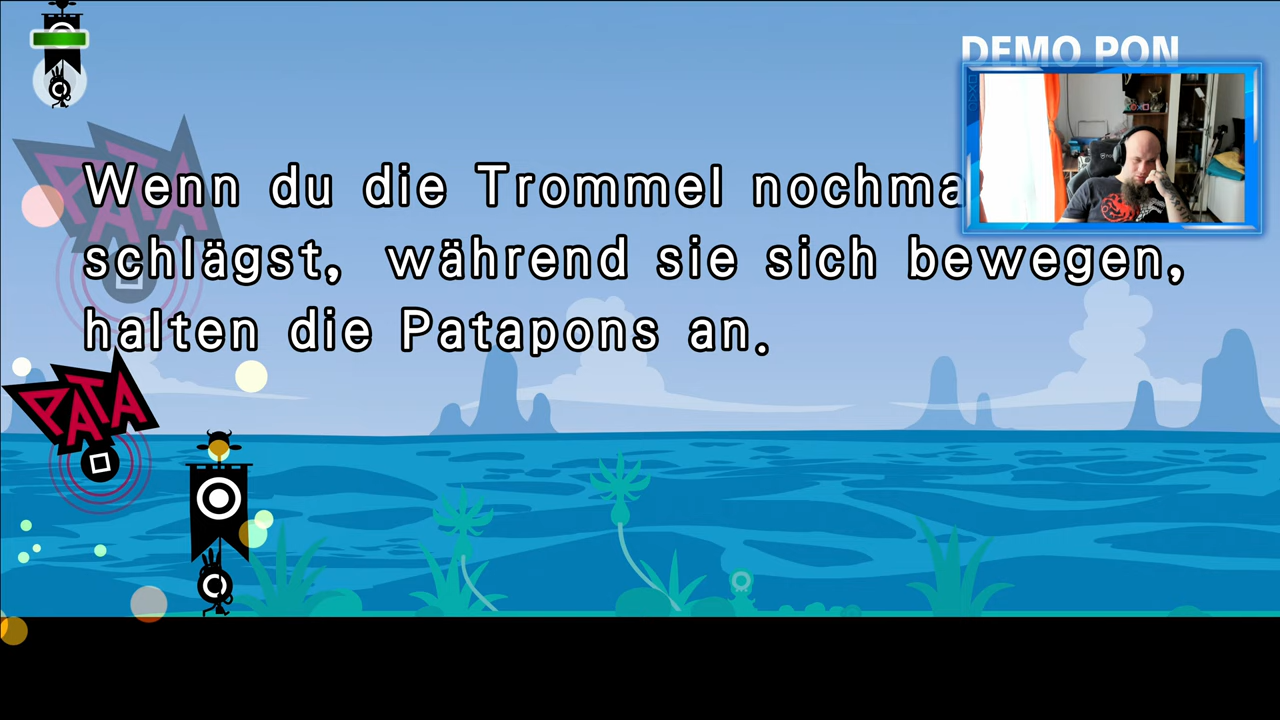 DEMO PON
PATA
Wenn du die Trommel nochma
schlägst, während sie sich bewegen,
halten die Patapons an.
PATA